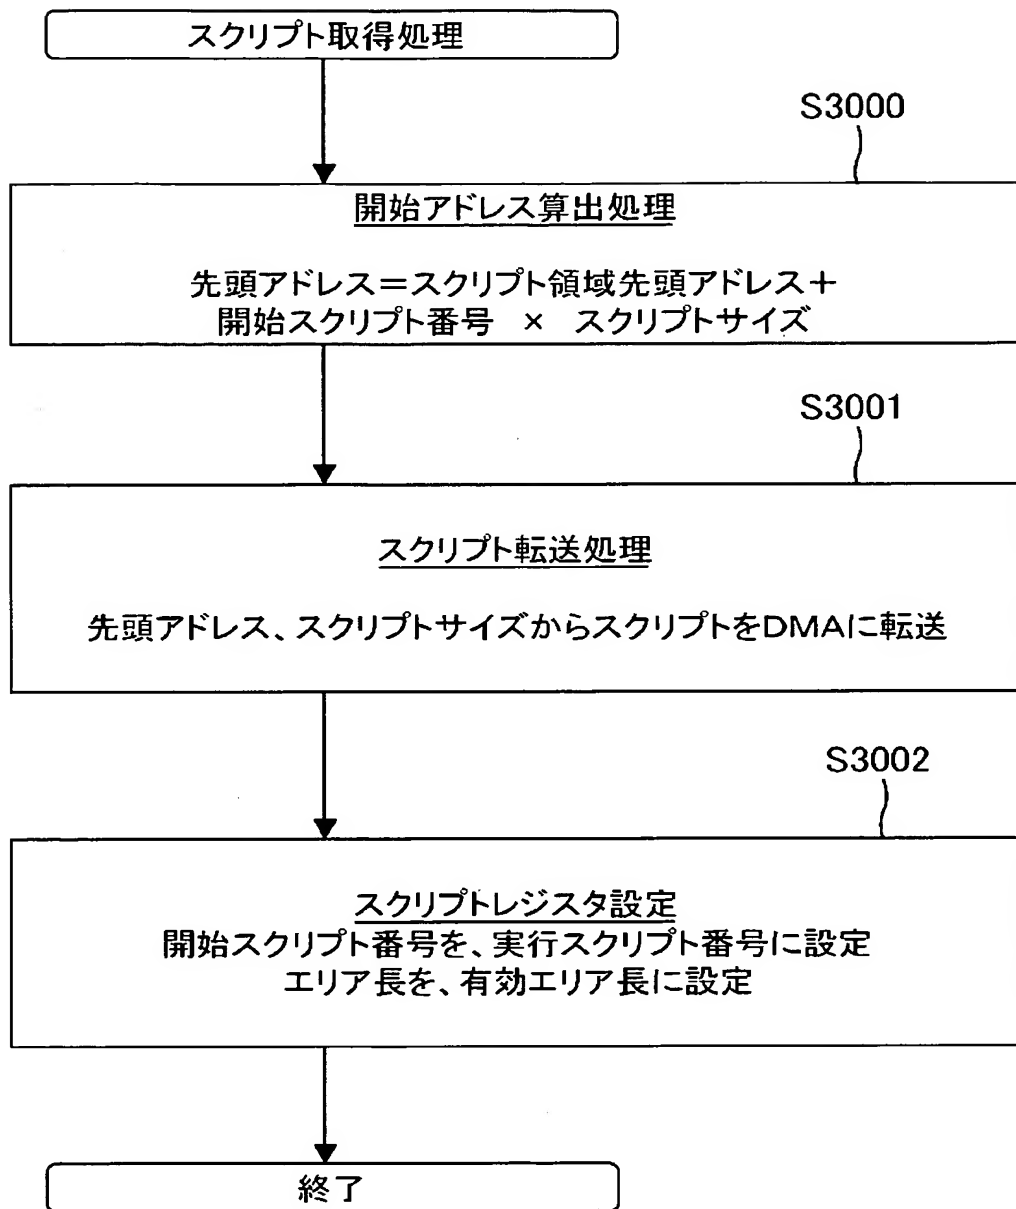 スクリプト取得処理
S3000
開始アドレス算出処理
先頭アドレス＝スクリプト領域先頭アドレス＋
開始スクリプト番号 × スクリプトサイズ
S3001
スクリプト転送処理
先頭アドレス、スクリプトサイズからスクリプトをDMAに転送
S3002
スクリプトレジスタ設定
開始スクリプト番号を、実行スクリプト番号に設定
エリア長を、有効エリア長に設定
終了